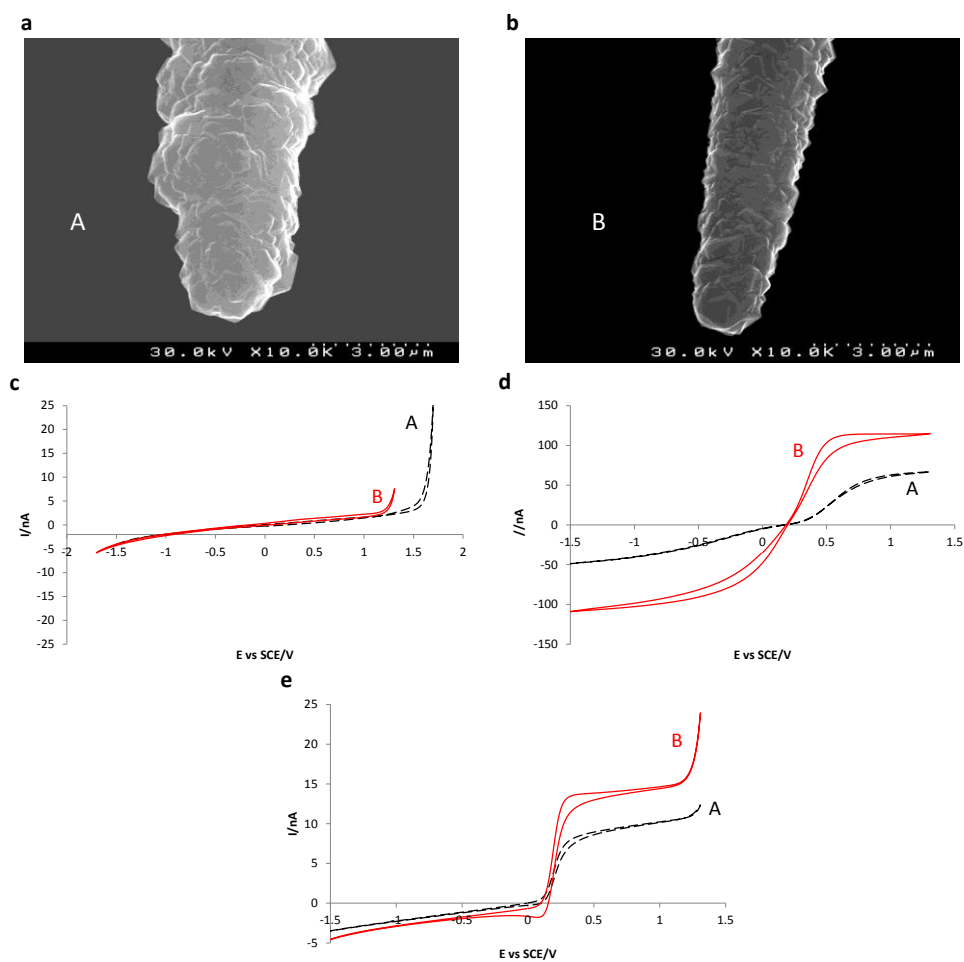 a
b
A
B
30.0kV X10.0K 3.00µm
30.0kV X10.0K 3.00µm
c
d
25
20
15
10
5
0
-5
-10
-15
-20
-25
I/nA
-2 -1.5 -1 -0.5 0 0.5 1 1.5 2
A
B
E vs SCE/V
150
100
50
0
-50
-100
-150
I/nA
-1.5 -1 -0.5 0 0.5 1 1.5
B
A
E vs SCE/V
e
25
20
15
10
5
0
-5
I/nA
-1.5 -1 -0.5 0 0.5 1 1.5
B
A
E vs SCE/V